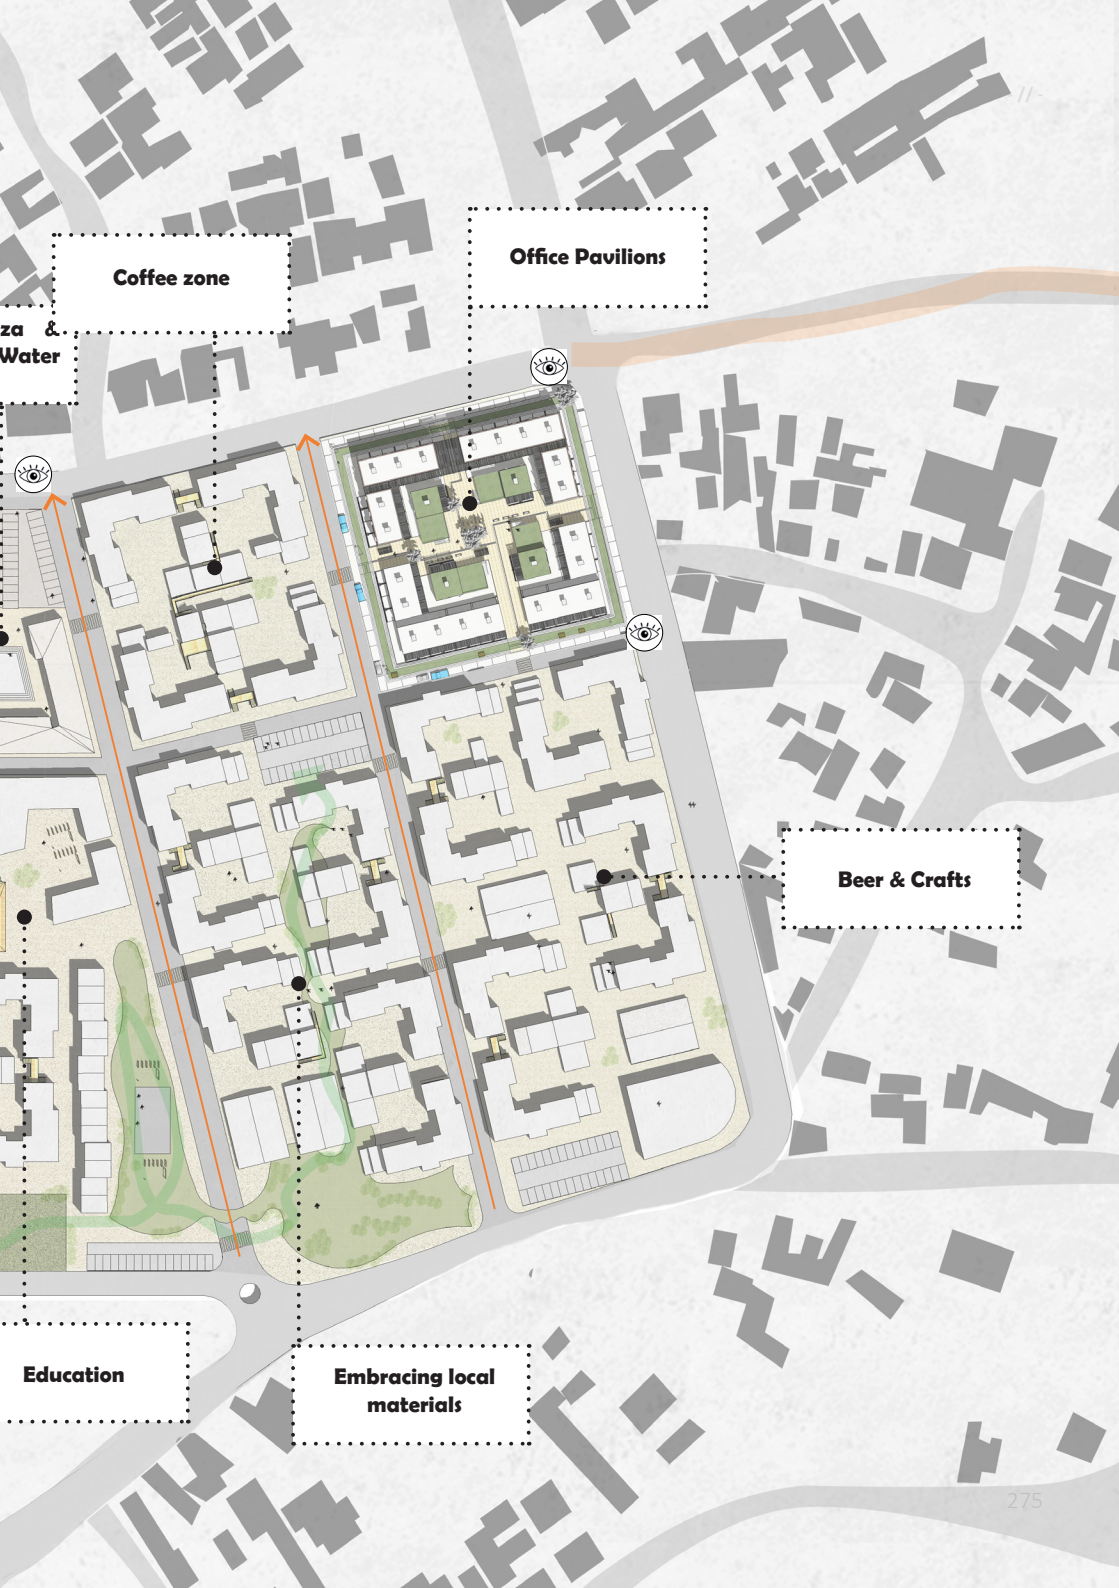 - // -
Office Pavilions
Coffee zone
za &
Water
Beer & Crafts
Education
Embracing local
materials
275